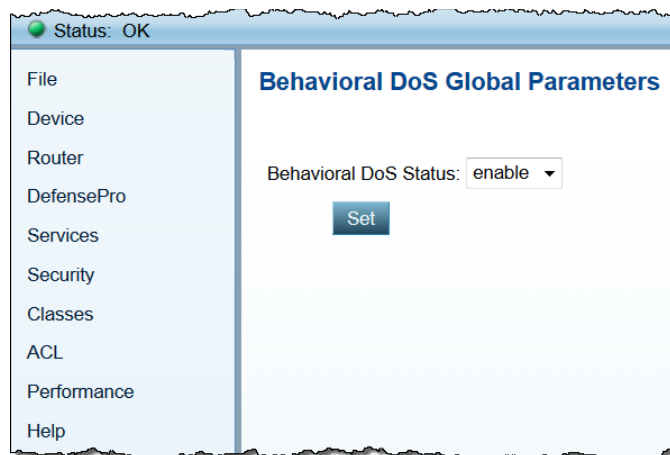 Status: OK
File
Device
Router
DefensePro
Services
Security
Classes
ACL
Performance
Help
Behavioral DoS Global Parameters
Behavioral DoS Status: enable
Set